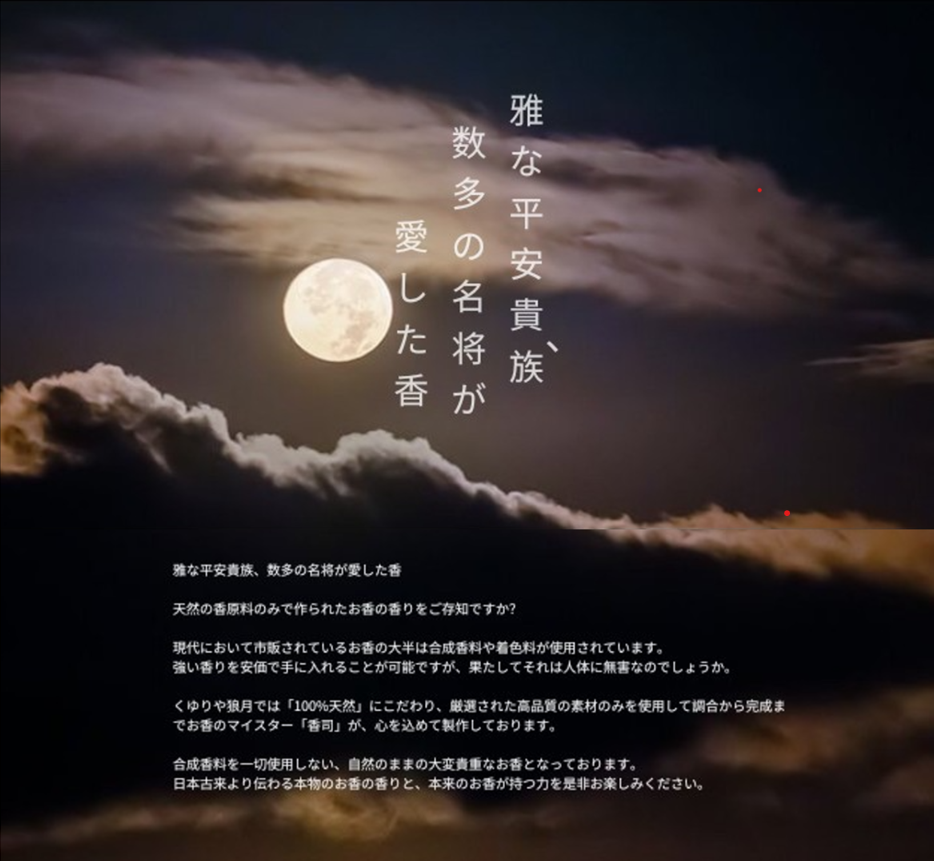 雅な平安貴族、
数多の名将が
愛した香
雅な平安貴族、数多の名将が愛した香
天然の香原料のみで作られたお香の香りをご存知ですか?
現代において市販されているお香の大半は合成香料や着色料が使用されています。
強い香りを安価で手に入れることが可能ですが、果たしてそれは人体に無害なのでしょうか。
くゆりや狼月では「100%天然」にこだわり、厳選された高品質の素材のみを使用して調合から完成ま
でお香のマイスター「香司」が、心を込めて製作しております。
合成香料を一切使用しない、自然のままの大変貴重なお香となっております。
日本古来より伝わる本物のお香の香りと、本来のお香が持つ力を是非お楽しみください。